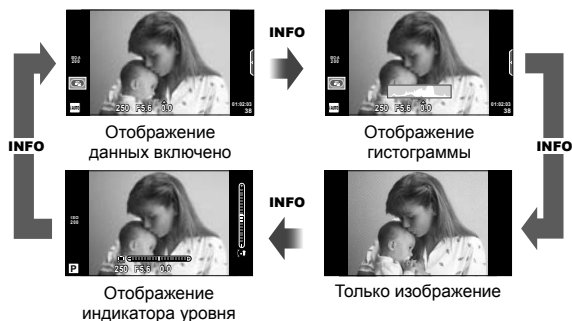 INFO
ISO-A
200
250 F5.6 0.0
01:02:03
38
Отображение
данных включено
250 F5.6 0.0
01:02:03
38
Отображение
гистограммы
INFO
INFO
INFO
ISO
200
P
250 F5.6 0.0
Отображение
индикатора уровня
Только изображение